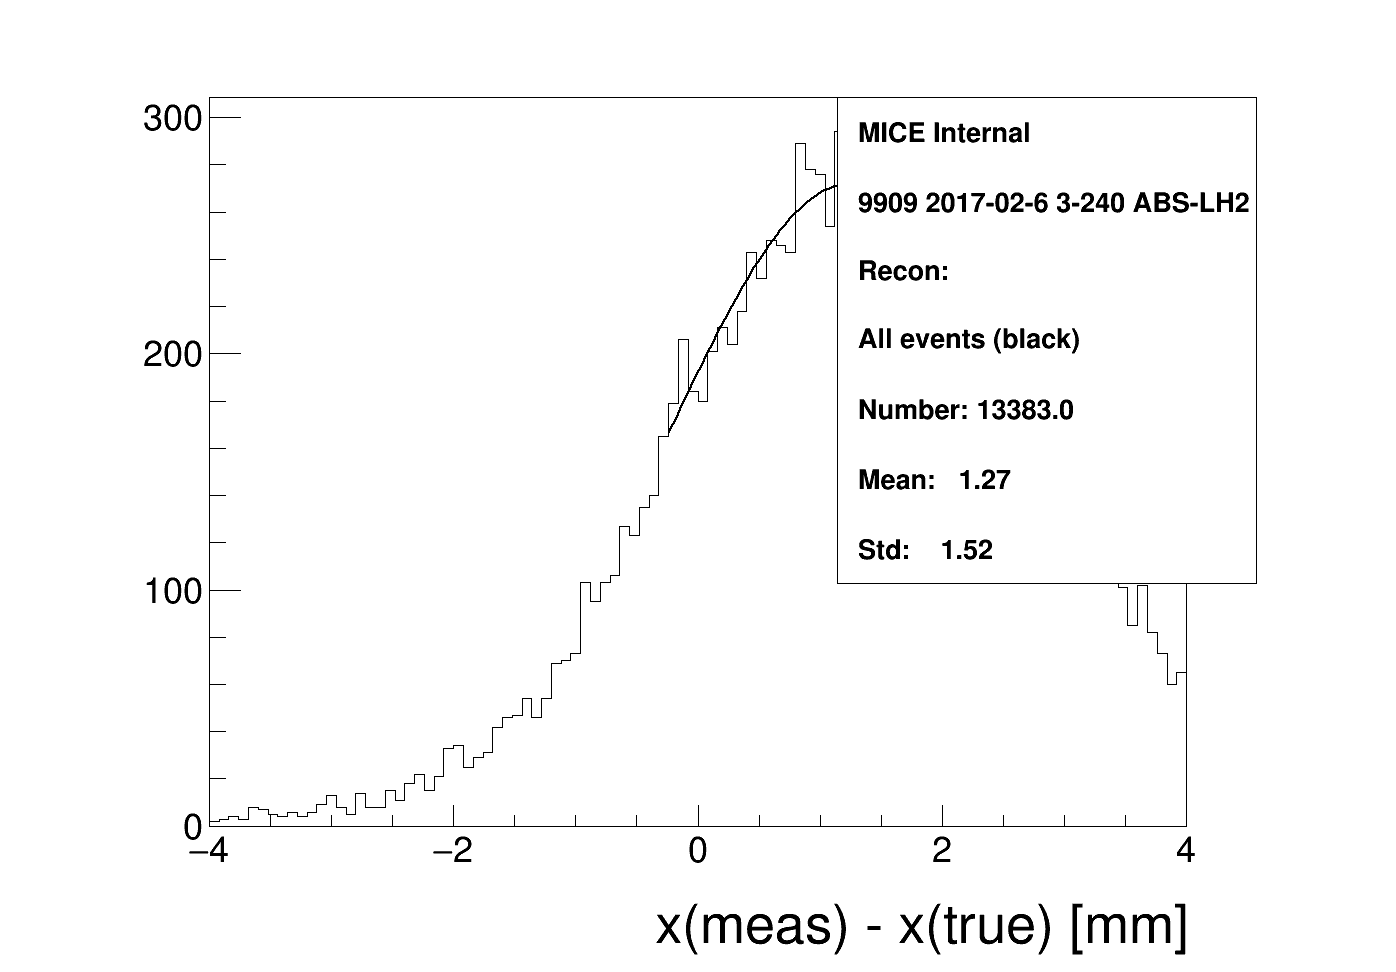 300
200
100
0
−4
−2
0
2
4
x(meas) - x(true) [mm]
MICE Internal
9909 2017-02-6 3-240 ABS-LH2
Recon:
All events (black)
Number: 13383.0
Mean: 1.27
Std: 1.52